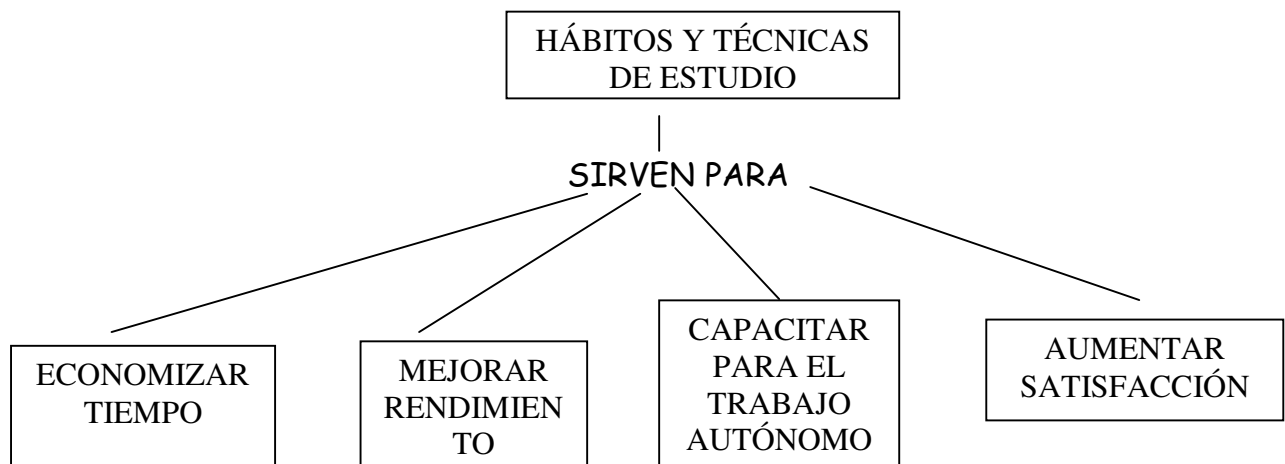 HÁBITOS Y TÉCNICAS
DE ESTUDIO
SIRVEN PARA
ECONOMIZAR
TIEMPO
MEJORAR
RENDIMIEN
TO
CAPACITAR
PARA EL
TRABAJO
AUTÓNOMO
AUMENTAR
SATISFACCIÓN